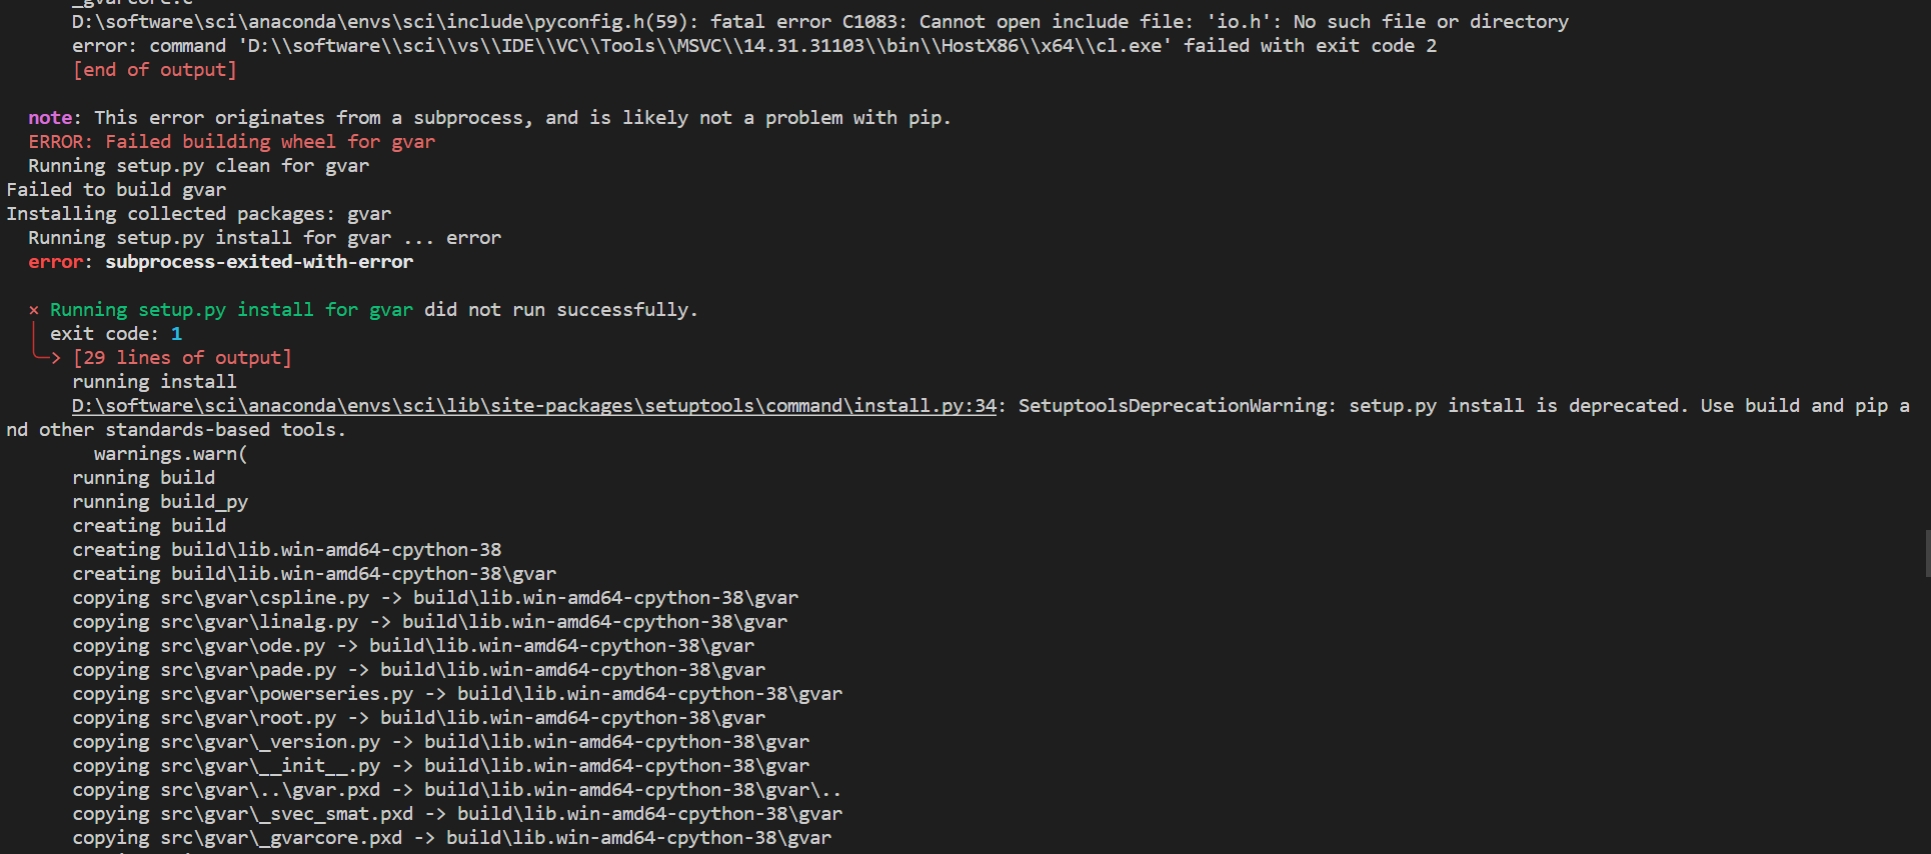 _gvarcore.c
D:\software\sci\anaconda\envs\sci\include\pyconfig.h(59): fatal error C1083: Cannot open include file: 'io.h': No such file or directory
error: command 'D:\\software\\sci\\vs\\IDE\\VC\\Tools\\MSVC\\14.31.31103\\bin\\HostX86\\x64\\cl.exe' failed with exit code 2
[end of output]
note: This error originates from a subprocess, and is likely not a problem with pip.
ERROR: Failed building wheel for gvar
Running setup.py clean for gvar
Failed to build gvar
Installing collected packages: gvar
Running setup.py install for gvar ... error
error: subprocess-exited-with-error
× Running setup.py install for gvar did not run successfully.
exit code: 1
[29 lines of output]
running install
D:\software\sci\anaconda\envs\sci\lib\site-packages\setuptools\command\install.py:34: SetuptoolsDeprecationWarning: setup.py install is deprecated. Use build and pip a
nd other standards-based tools.
warnings.warn(
running build
running build_py
creating build
creating build\lib.win-amd64-cpython-38
creating build\lib.win-amd64-cpython-38\gvar
copying src\gvar\cspline.py -> build\lib.win-amd64-cpython-38\gvar
copying src\gvar\linalg.py -> build\lib.win-amd64-cpython-38\gvar
copying src\gvar\ode.py -> build\lib.win-amd64-cpython-38\gvar
copying src\gvar\pade.py -> build\lib.win-amd64-cpython-38\gvar
copying src\gvar\powerseries.py -> build\lib.win-amd64-cpython-38\gvar
copying src\gvar\root.py -> build\lib.win-amd64-cpython-38\gvar
copying src\gvar\_version.py -> build\lib.win-amd64-cpython-38\gvar
copying src\gvar\__init__.py -> build\lib.win-amd64-cpython-38\gvar
copying src\gvar\..\gvar.pxd -> build\lib.win-amd64-cpython-38\gvar\..
copying src\gvar\_svec_smat.pxd -> build\lib.win-amd64-cpython-38\gvar
copying src\gvar\_gvarcore.pxd -> build\lib.win-amd64-cpython-38\gvar